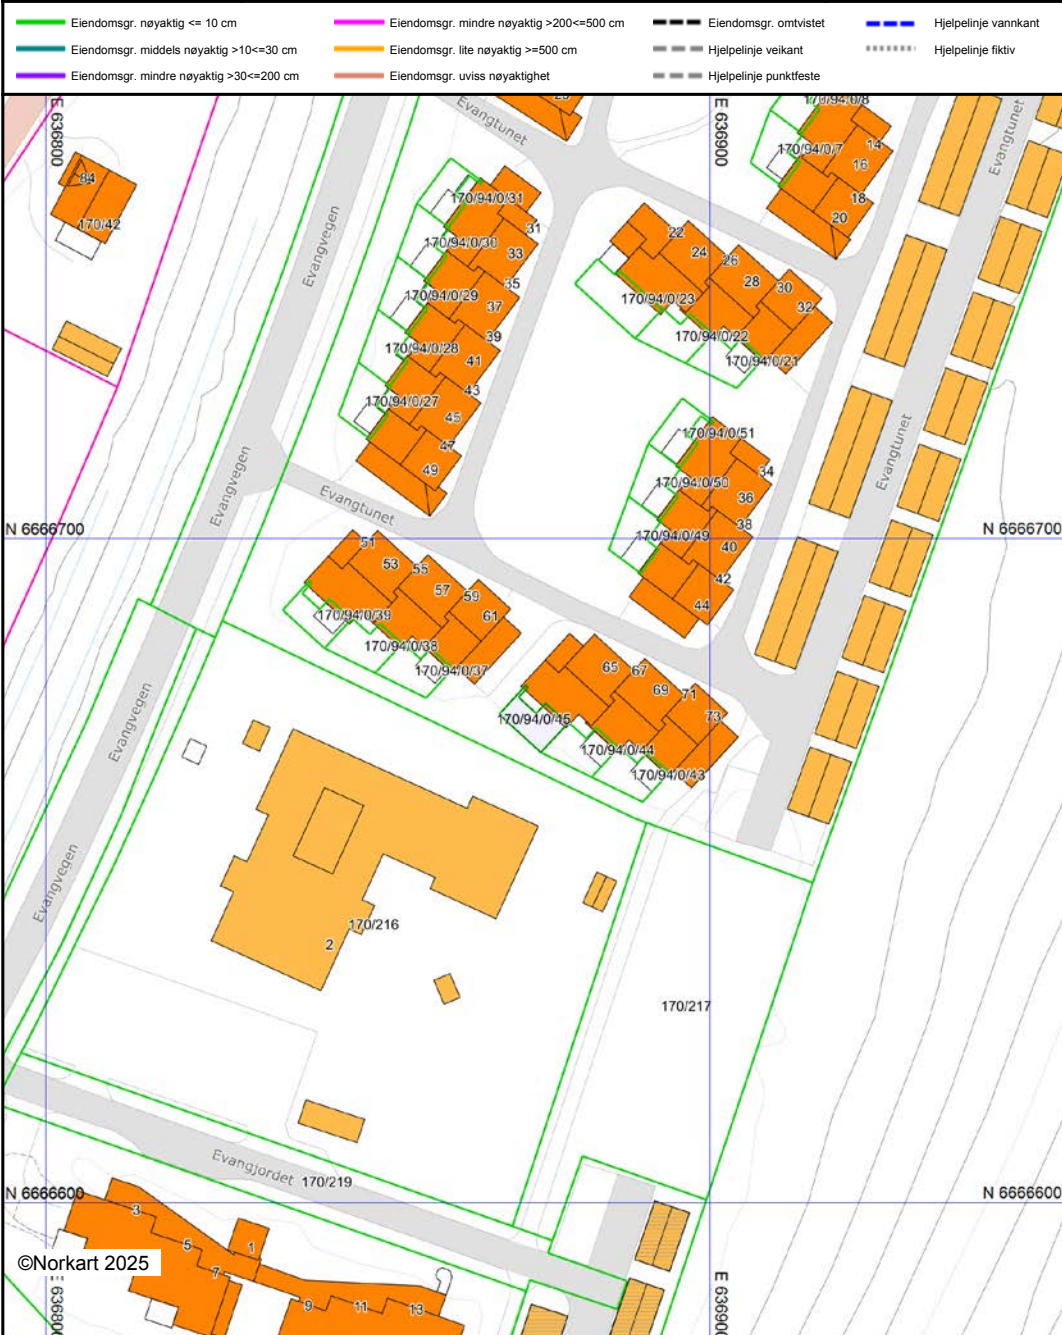 Eiendomsgr. nøyaktig <= 10 cm
Eiendomsgr. middels nøyaktig >10<=30 cm
Eiendomsgr. mindre nøyaktig >30<=200 cm
Eiendomsgr. mindre nøyaktig >200<=500 cm
Eiendomsgr. lite nøyaktig >=500 cm
Eiendomsgr. uviss nøyaktighet
Eiendomsgr. omtvistet
Hjelpelinje veikant
Hjelpelinje punktfeste
Hjelpelinje vannkant
Hjelpelinje fiktiv
E 636800
E 636900
Evangtunet
170/94/0/8
14
170/94/0/7
16
18
20
Evangtunet
84
170/42
Evangvegen
170/94/0/31
31
170/94/0/30
33
35
170/94/0/29
37
39
170/94/0/28
41
43
170/94/0/27
45
47
49
22
24
26
28
30
32
170/94/0/23
170/94/0/22
170/94/0/21
170/94/0/51
34
170/94/0/50
36
38
170/94/0/49
40
42
44
Evangtunet
Evangvegen
Evangtunet
N 6666700
N 6666700
51
53
55
57
59
61
170/94/0/39
170/94/0/38
170/94/0/37
65
67
69
71
73
170/94/0/45
170/94/0/44
170/94/0/43
Evangvegen
Evangvegen
170/216
2
170/217
Evangjordet
170/219
N 6666600
N 6666600
3
5
7
1
9
11
13
©Norkart 2025
E 636800
E 636900